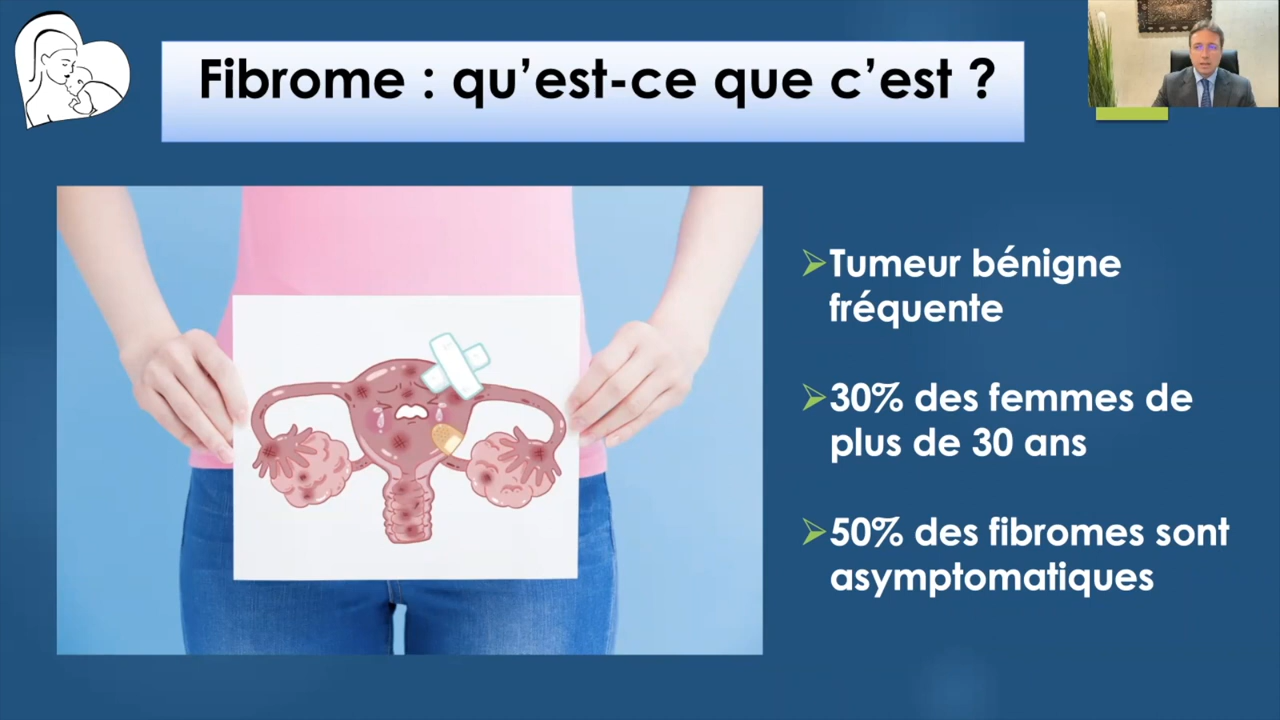 Fibrome : qu’est-ce que c’est ?
Tumeur bénigne
fréquente
30% des femmes de
plus de 30 ans
50% des fibromes sont
asymptomatiques